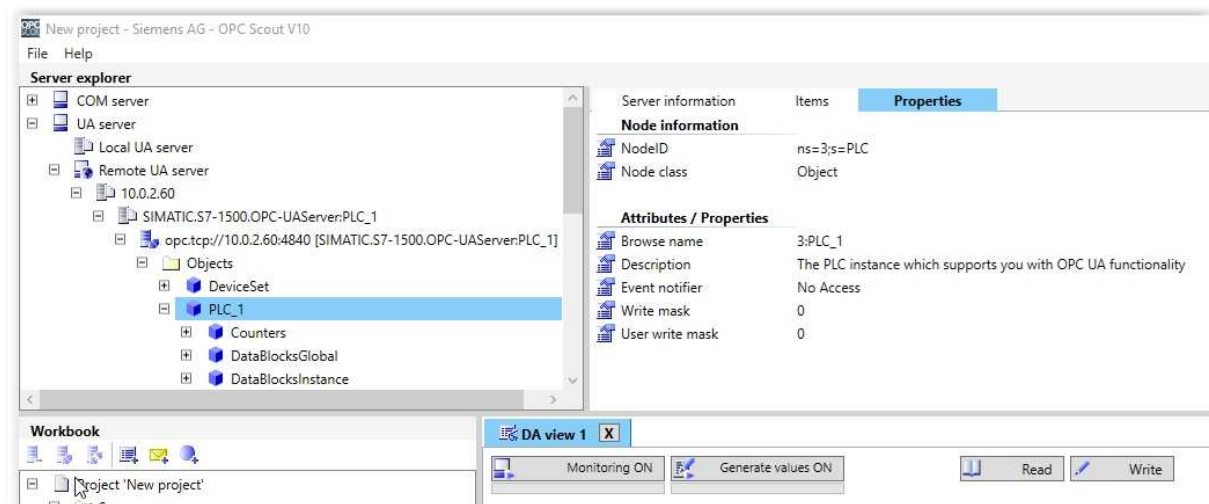 New project - Siemens AG - OPC Scout V10
File Help
Server explorer
COM server
UA server
Local UA server
Remote UA server
10.0.2.60
SIMATIC.S7-1500.OPC-UAServer:PLC_1
opc.tcp://10.0.2.60:4840 [SIMATIC.S7-1500.OPC-UAServer:PLC_1]
Objects
DeviceSet
PLC_1
Counters
DataBlocksGlobal
DataBlocksInstance
Server information Items Properties
Node information
NodeID ns=3;s=PLC
Node class Object
Attributes / Properties
Browse name 3:PLC_1
Description The PLC instance which supports you with OPC UA functionality
Event notifier No Access
Write mask 0
User write mask 0
Workbook
Project 'New project'
DA view 1 X
Monitoring ON Generate values ON Read Write